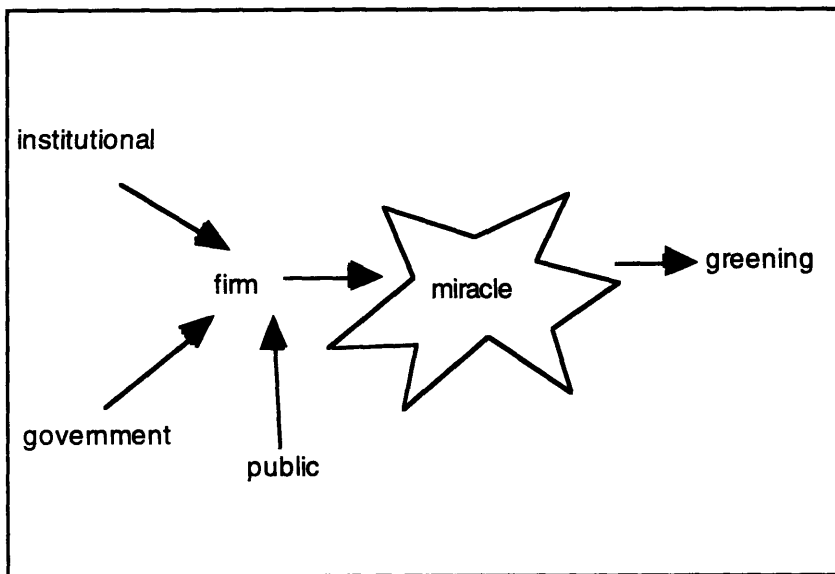 institutional
firm
miracle
greening
government
public